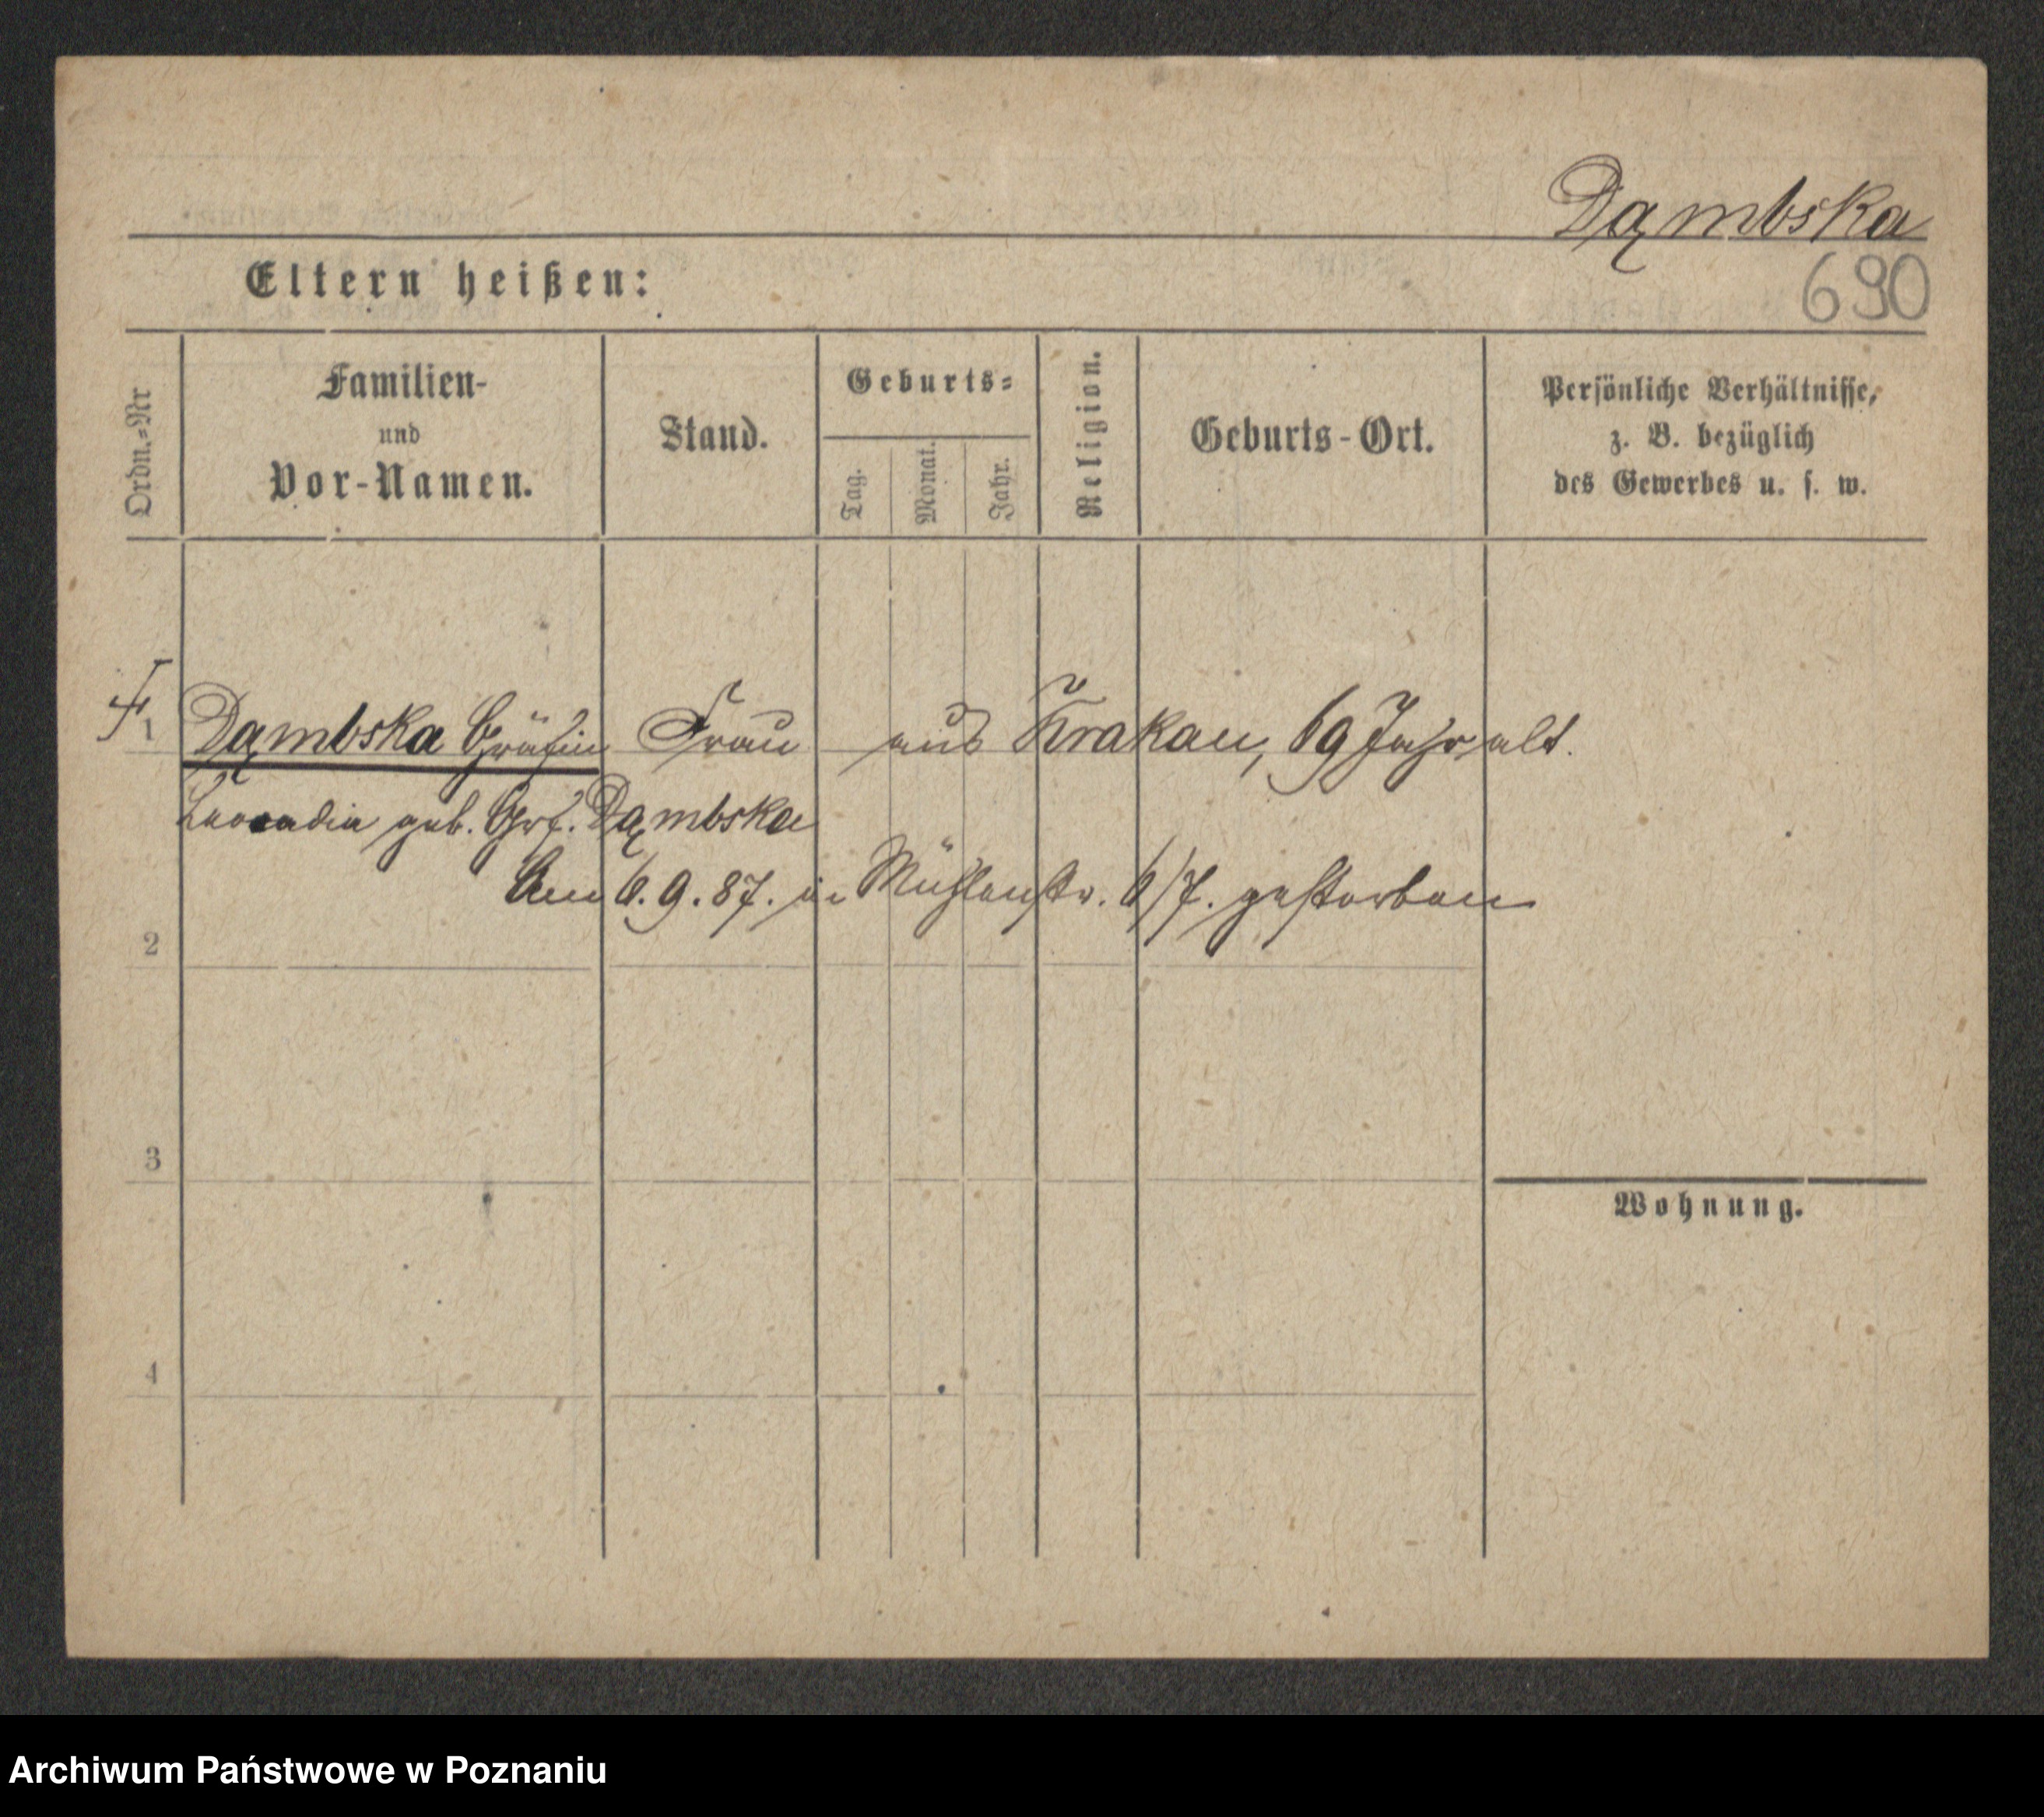 Dąmbska
Eltern heißen:
690
Ordn.=Nr
Familien-
und
Vor-Namen.
Stand.
Geburts=
Tag.
Monat.
Jahr.
Religion.
Geburts-Ort.
Persönliche Verhältnisse,
z. B. bezüglich
des Gewerbes u. s. w.
1 Dąmbska Gräfin Frau aus Krakau, 69 Jahr alt.
Leocadia geb. Grf. Dąmbska
Am 6. 9. 87. in Mühlenstr. 6/7. gestorben
2
3
Wohnung.
4
Archiwum Państwowe w Poznaniu